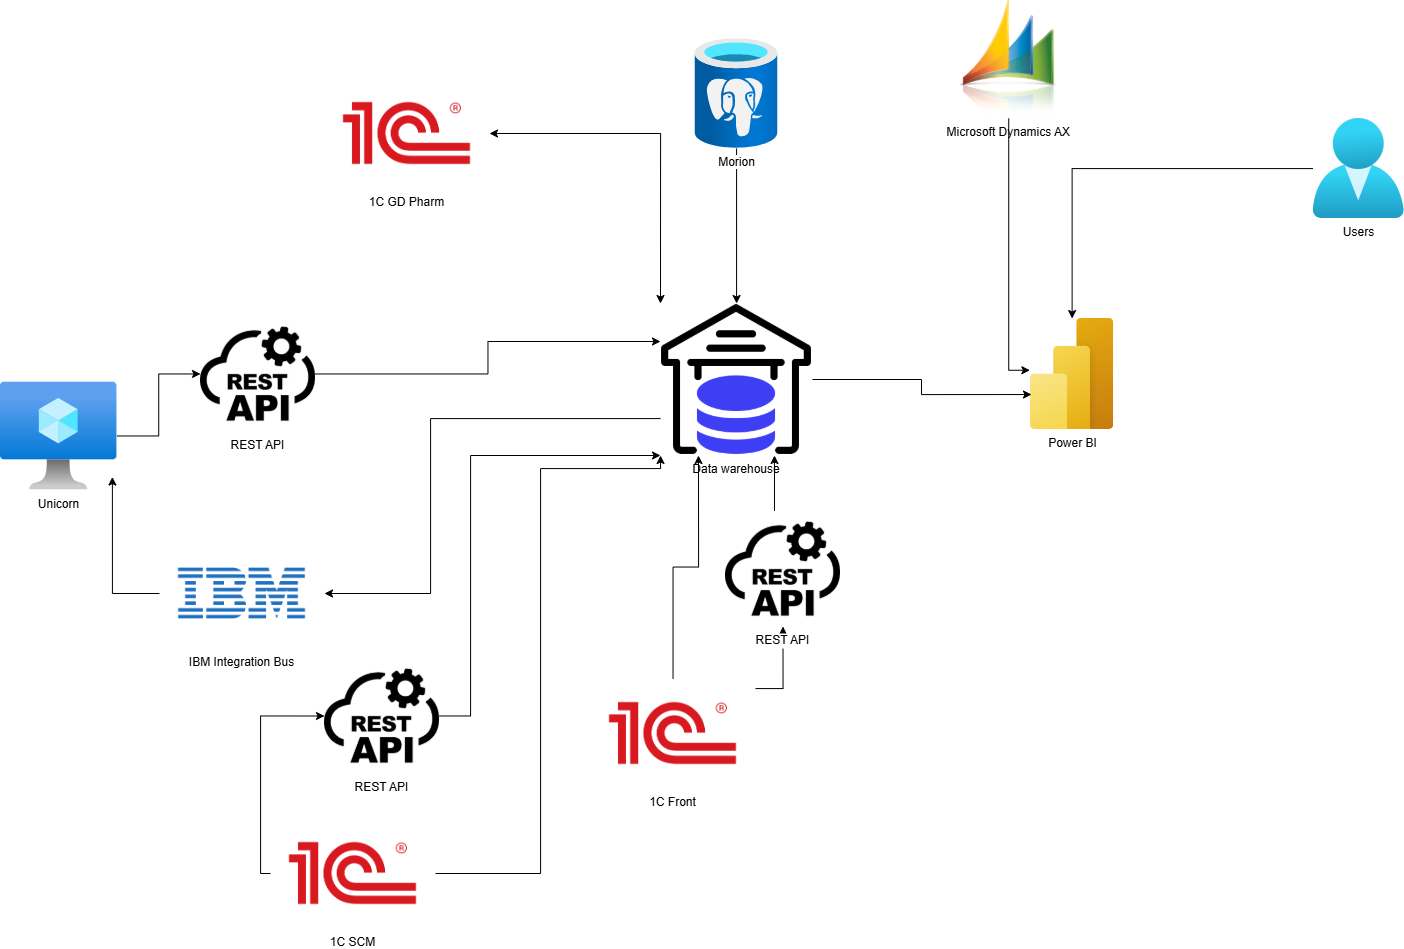 1C ®
1C GD Pharm
Morion
Microsoft Dynamics AX
Users
REST
API
REST API
Unicorn
Data warehouse
Power BI
IBM
IBM Integration Bus
REST
API
REST API
REST
API
REST API
1C ®
1C Front
1C ®
1C SCM